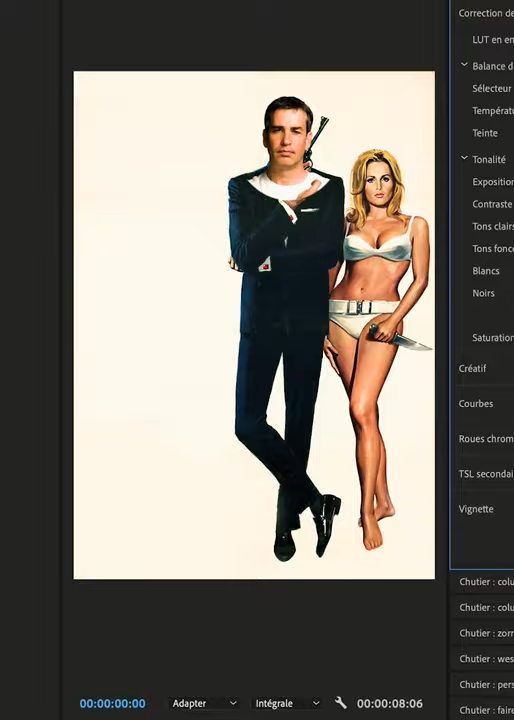 Correction de
LUT en en
Balance d
Sélecteur
Températu
Teinte
Tonalité
Exposition
Contraste
Tons clairs
Tons fonce
Blancs
Noirs
Saturation
Créatif
Courbes
Roues chrom
TSL secondai
Vignette
Chutier : colu
Chutier : colu
Chutier : zorr
Chutier : wes
Chutier : pers
Chutier : faire
00:00:00:00
Adapter
Intégrale
00:00:08:06